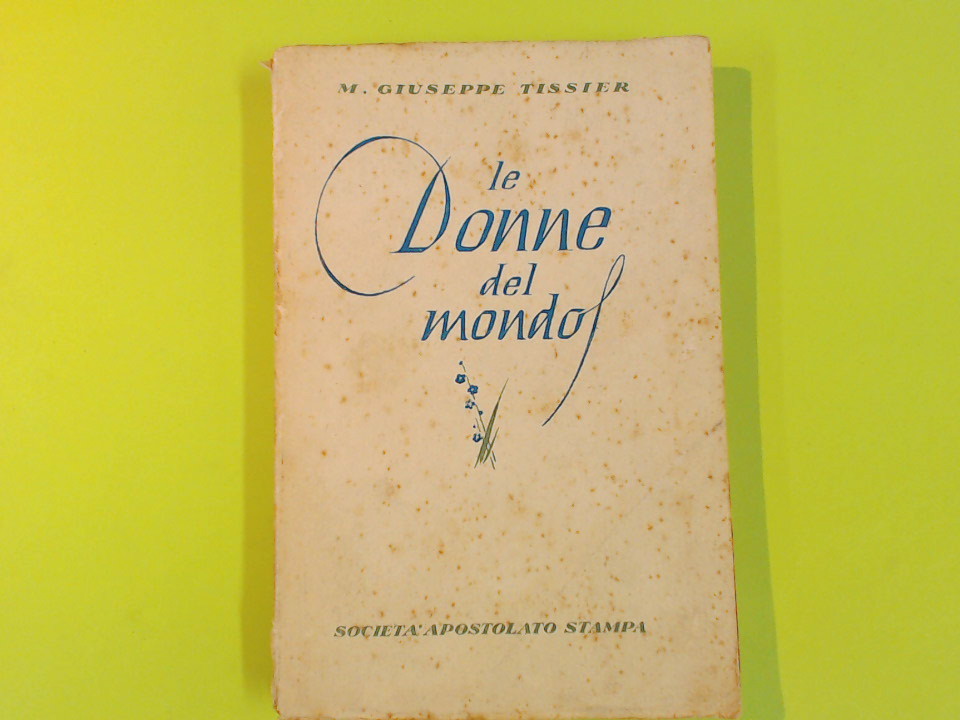 M. GIUSEPPE TISSIER
le
Donne
del
mondo
SOCIETA' APOSTOLATO STAMPA